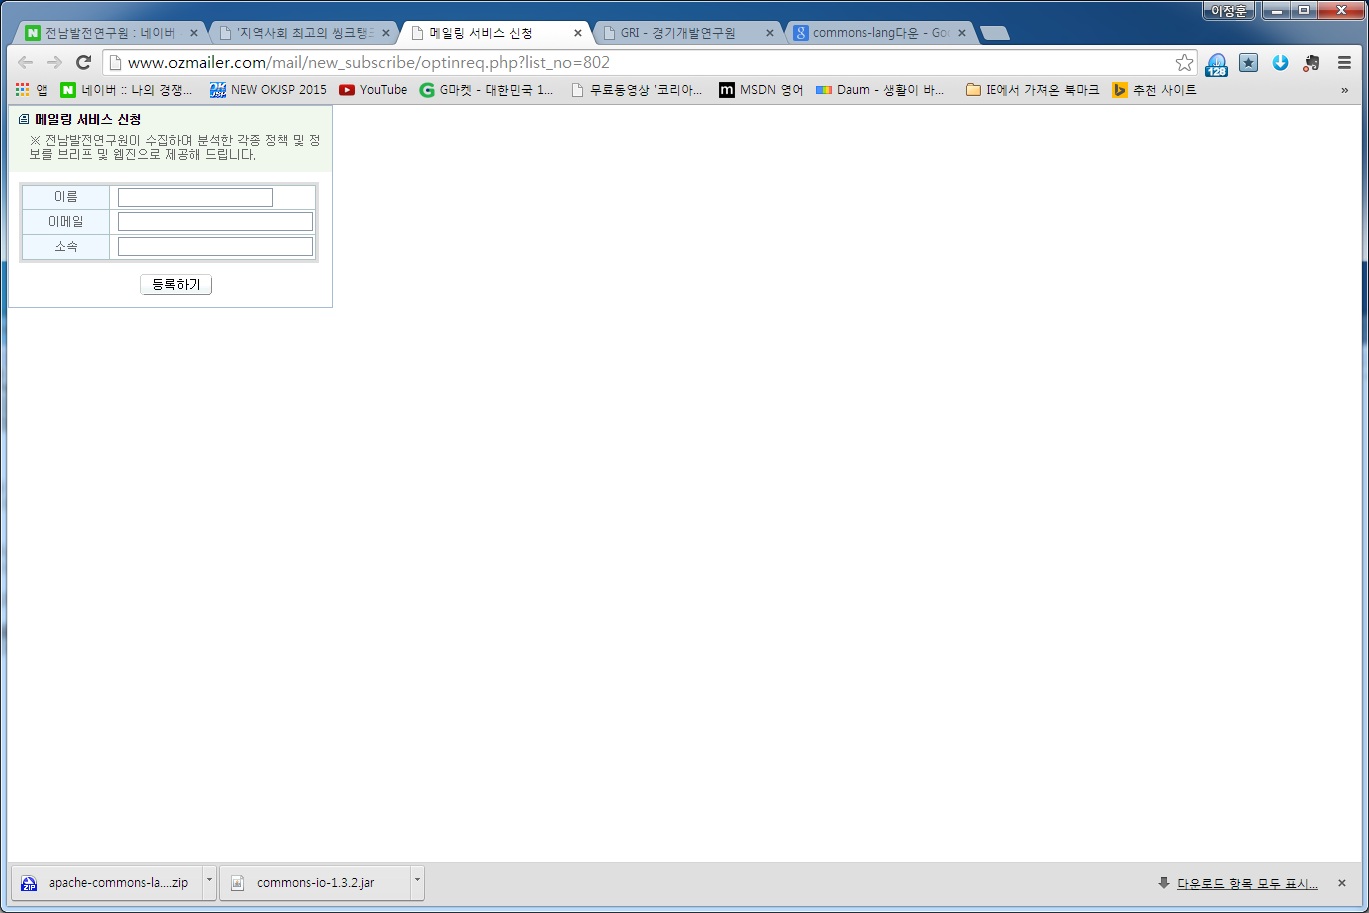 이정훈
전남발전연구원 : 네이버
'지역사회 최고의 씽크탱크
메일링 서비스 신청
GRI - 경기개발연구원
commons-lang다운 - Goo
www.ozmailer.com/mail/new_subscribe/optinreq.php?list_no=802
128
앱
네이버 :: 나의 경쟁...
NEW OKJSP 2015
YouTube
G마켓 - 대한민국 1...
무료동영상 '코리아...
MSDN 영어
Daum - 생활이 바...
IE에서 가져온 북마크
추천 사이트
»
메일링 서비스 신청
※ 전남발전연구원이 수집하여 분석한 각종 정책 및 정
보를 브리프 및 웹진으로 제공해 드립니다.
이름
이메일
소속
등록하기
apache-commons-la....zip
commons-io-1.3.2.jar
다운로드 항목 모두 표시...